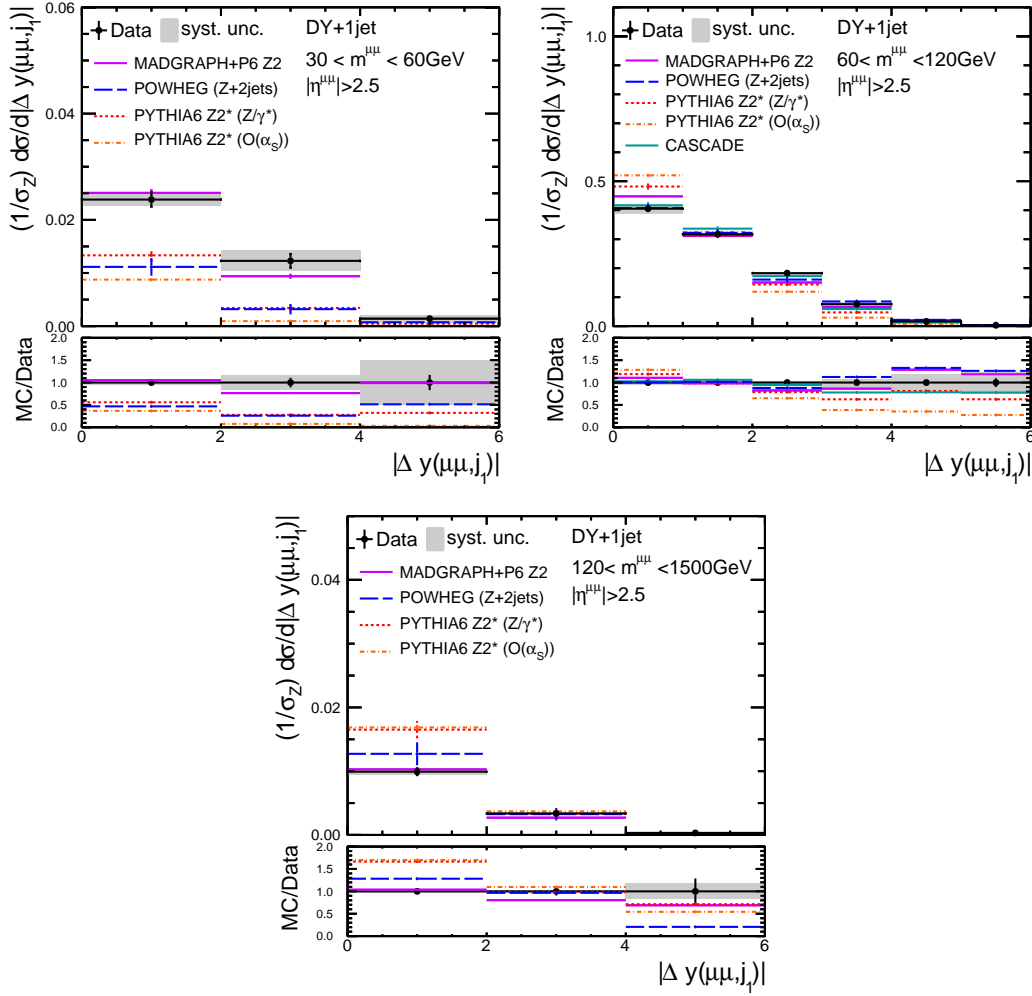 (1/σ_Z) dσ/d|Δ y(μμ,j_1)|
0.06
0.04
0.02
0.00
Data syst. unc. DY+1jet
MADGRAPH+P6 Z2 30 < m^μμ < 60GeV
POWHEG (Z+2jets) |η^μμ|>2.5
PYTHIA6 Z2* (Z/γ*)
PYTHIA6 Z2* (O(α_S))
MC/Data
2.0
1.5
1.0
0.5
0.0
0 2 4 6
|Δ y(μμ,j_1)|
(1/σ_Z) dσ/d|Δ y(μμ,j_1)|
1.0
0.5
0.0
Data syst. unc. DY+1jet
MADGRAPH+P6 Z2 60< m^μμ <120GeV
POWHEG (Z+2jets) |η^μμ|>2.5
PYTHIA6 Z2* (Z/γ*)
PYTHIA6 Z2* (O(α_S))
CASCADE
MC/Data
2.0
1.5
1.0
0.5
0.0
0 1 2 3 4 5 6
|Δ y(μμ,j_1)|
(1/σ_Z) dσ/d|Δ y(μμ,j_1)|
0.04
0.02
0.00
Data syst. unc. DY+1jet
MADGRAPH+P6 Z2 120< m^μμ <1500GeV
POWHEG (Z+2jets) |η^μμ|>2.5
PYTHIA6 Z2* (Z/γ*)
PYTHIA6 Z2* (O(α_S))
MC/Data
2.0
1.5
1.0
0.5
0.0
0 2 4 6
|Δ y(μμ,j_1)|